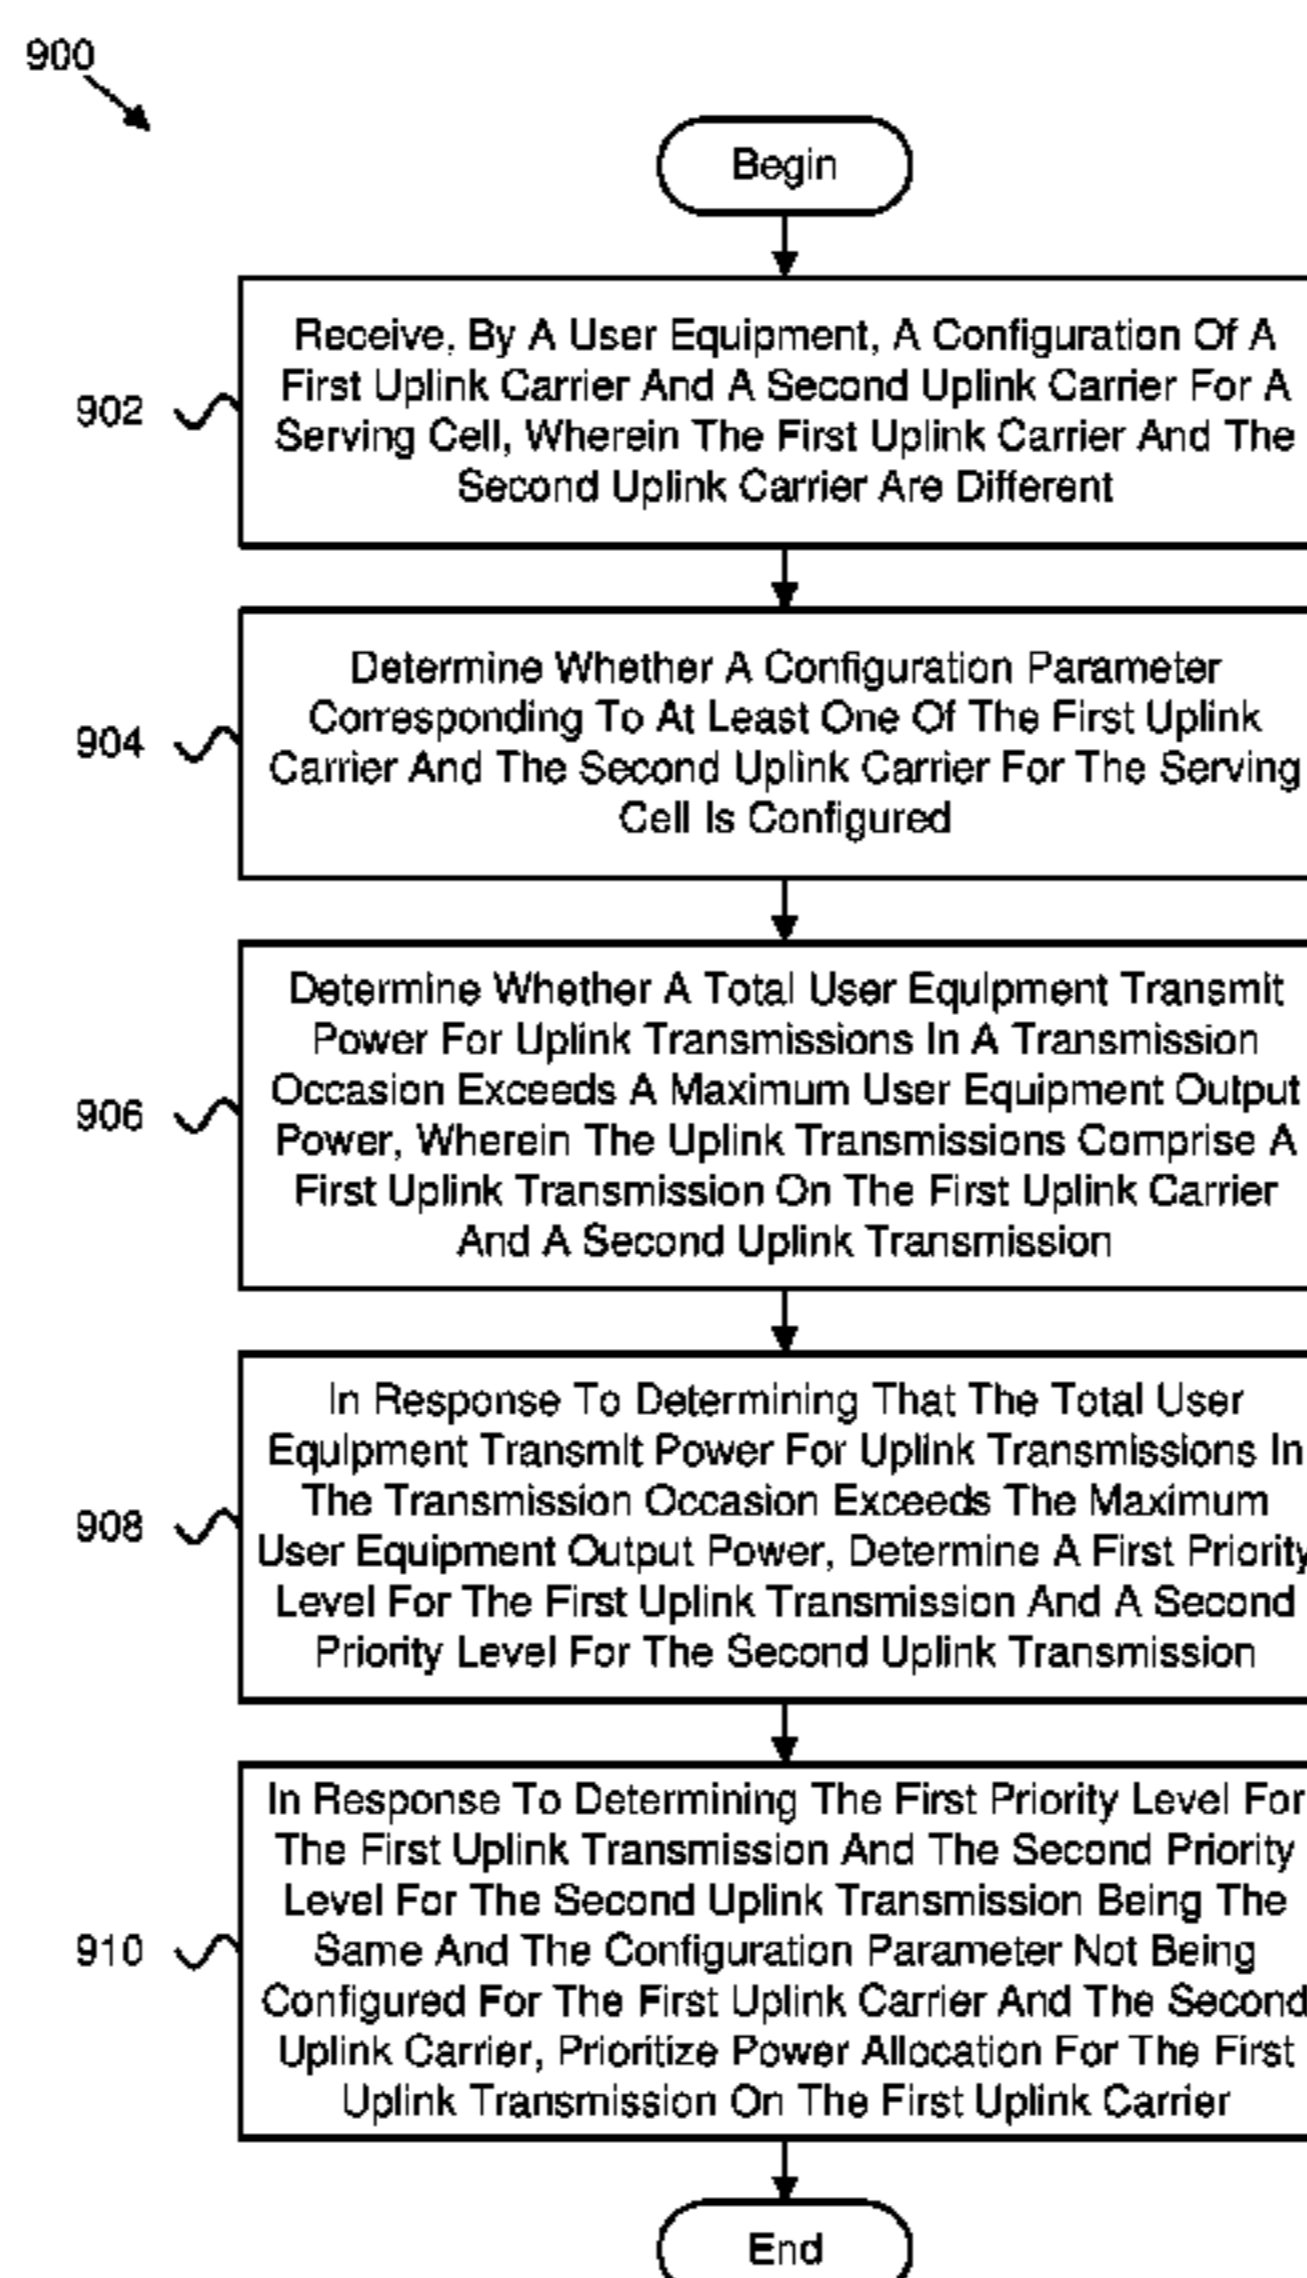 900
Begin
Receive, By A User Equipment, A Configuration Of A
First Uplink Carrier And A Second Uplink Carrier For A
Serving Cell, Wherein The First Uplink Carrier And The
Second Uplink Carrier Are Different
902
Determine Whether A Configuration Parameter
Corresponding To At Least One Of The First Uplink
Carrier And The Second Uplink Carrier For The Serving
Cell Is Configured
904
Determine Whether A Total User Equipment Transmit
Power For Uplink Transmissions In A Transmission
Occasion Exceeds A Maximum User Equipment Output
Power, Wherein The Uplink Transmissions Comprise A
First Uplink Transmission On The First Uplink Carrier
And A Second Uplink Transmission
906
In Response To Determining That The Total User
Equipment Transmit Power For Uplink Transmissions In
The Transmission Occasion Exceeds The Maximum
User Equipment Output Power, Determine A First Priority
Level For The First Uplink Transmission And A Second
Priority Level For The Second Uplink Transmission
908
In Response To Determining The First Priority Level For
The First Uplink Transmission And The Second Priority
Level For The Second Uplink Transmission Being The
Same And The Configuration Parameter Not Being
Configured For The First Uplink Carrier And The Second
Uplink Carrier, Prioritize Power Allocation For The First
Uplink Transmission On The First Uplink Carrier
910
End